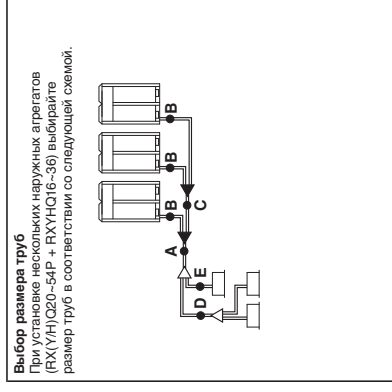 Выбор размера труб
При установке нескольких наружных агрегатов
(RX(Y/H)Q20~54P + RXYHQ16~36) выбирайте
размер труб в соответствии со следующей схемой.
B
B
B
A
C
D
E